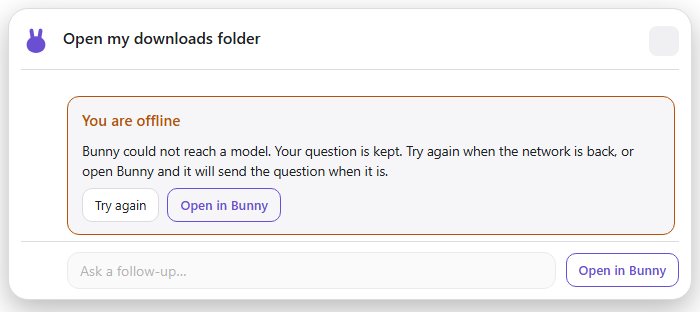 Open my downloads folder
You are offline
Bunny could not reach a model. Your question is kept. Try again when the network is back, or
open Bunny and it will send the question when it is.
Try again
Open in Bunny
Ask a follow-up...
Open in Bunny